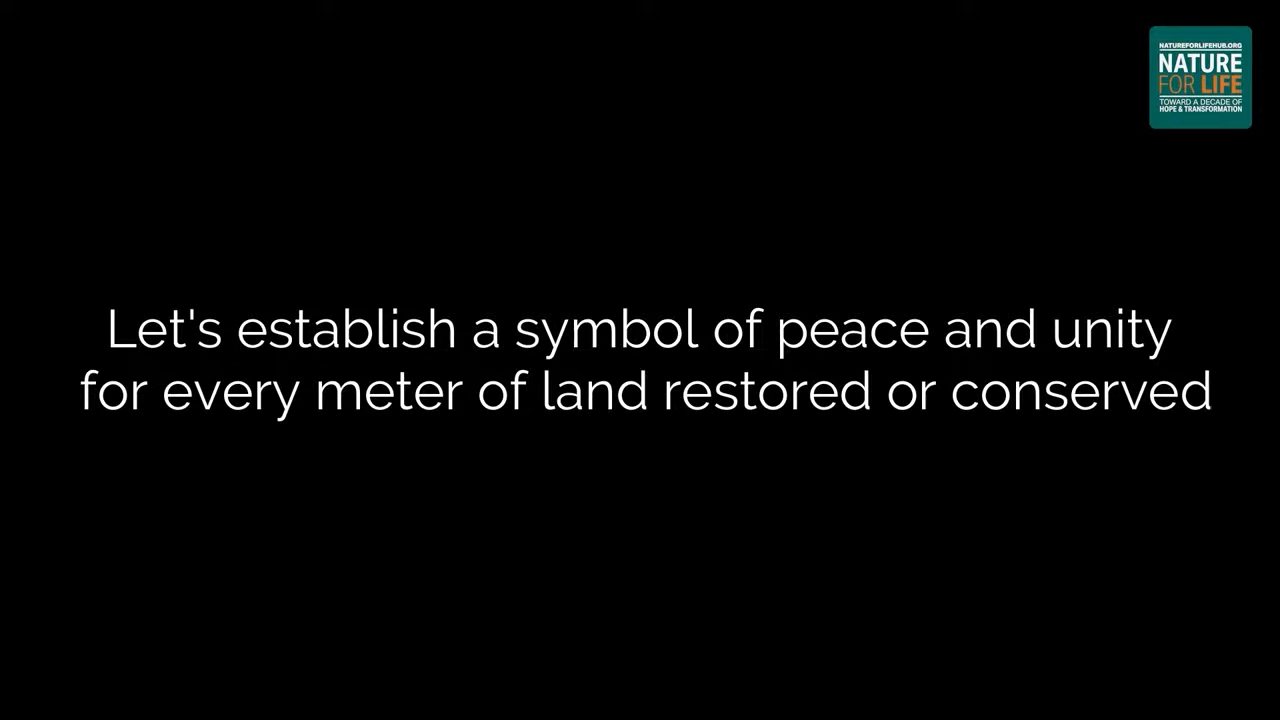 NATUREFORLIFEHUB.ORG
NATURE
FOR LIFE
TOWARD A DECADE OF
HOPE & TRANSFORMATION
Let's establish a symbol of peace and unity
for every meter of land restored or conserved